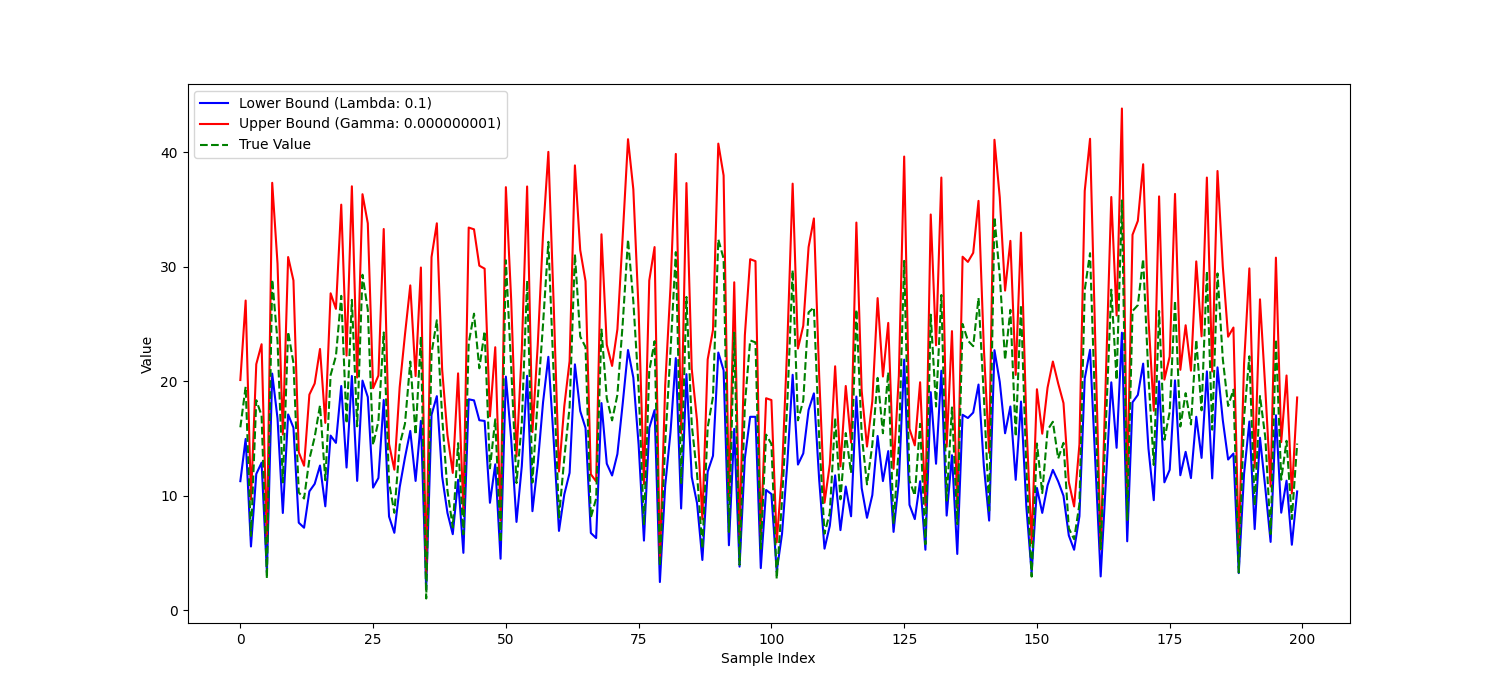 Lower Bound (Lambda: 0.1)
Upper Bound (Gamma: 0.000000001)
True Value
Value
40
30
20
10
0
0 25 50 75 100 125 150 175 200
Sample Index